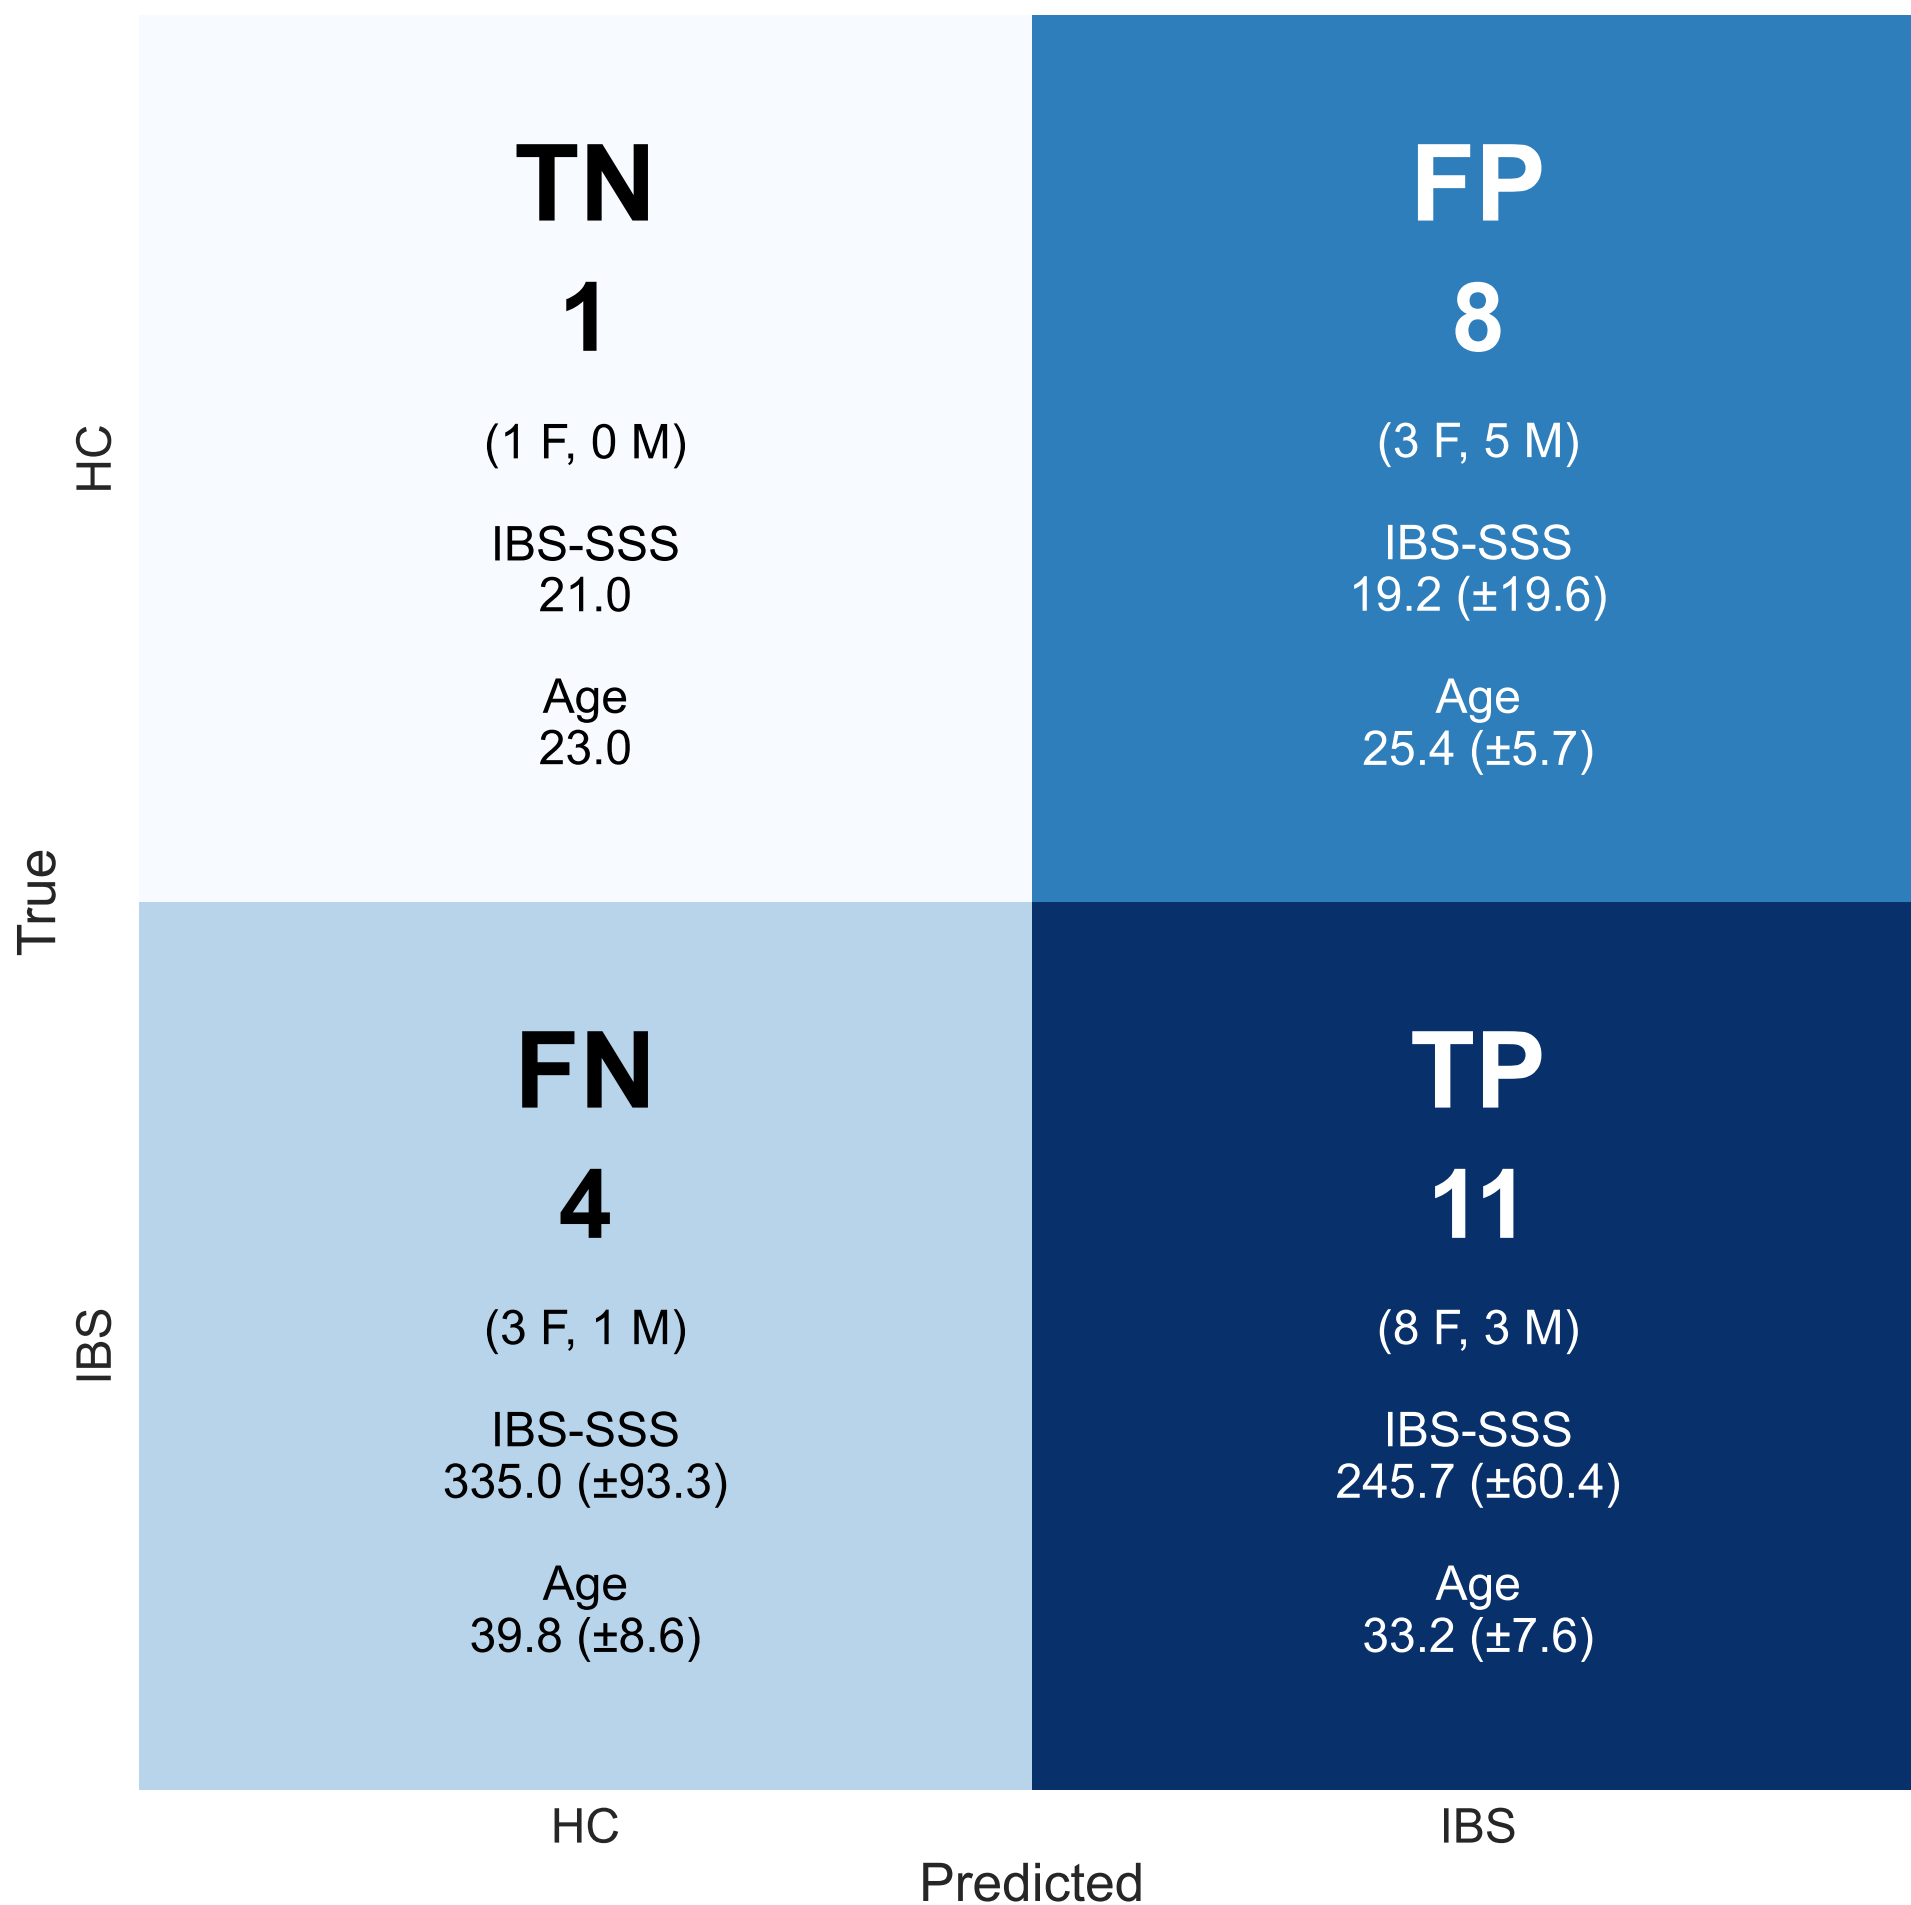 TN
1
(1 F, 0 M)
IBS-SSS
21.0
Age
23.0
FP
8
(3 F, 5 M)
IBS-SSS
19.2 (±19.6)
Age
25.4 (±5.7)
FN
4
(3 F, 1 M)
IBS-SSS
335.0 (±93.3)
Age
39.8 (±8.6)
TP
11
(8 F, 3 M)
IBS-SSS
245.7 (±60.4)
Age
33.2 (±7.6)
HC
IBS
True
HC
IBS
Predicted